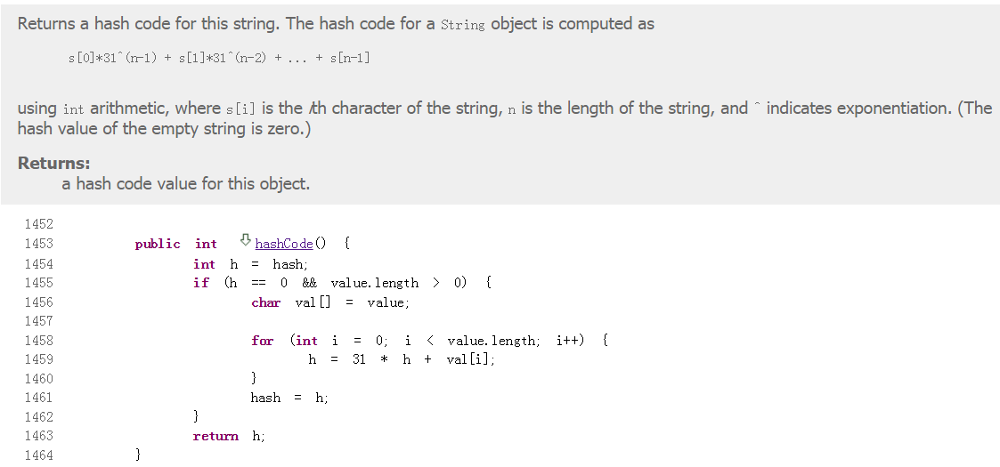 Returns a hash code for this string. The hash code for a String object is computed as
s[0]*31^(n-1) + s[1]*31^(n-2) + ... + s[n-1]
using int arithmetic, where s[i] is the ith character of the string, n is the length of the string, and ^ indicates exponentiation. (The
hash value of the empty string is zero.)
Returns:
a hash code value for this object.
1452
1453 public int hashCode() {
1454 int h = hash;
1455 if (h == 0 && value.length > 0) {
1456 char val[] = value;
1457
1458 for (int i = 0; i < value.length; i++) {
1459 h = 31 * h + val[i];
1460 }
1461 hash = h;
1462 }
1463 return h;
1464 }